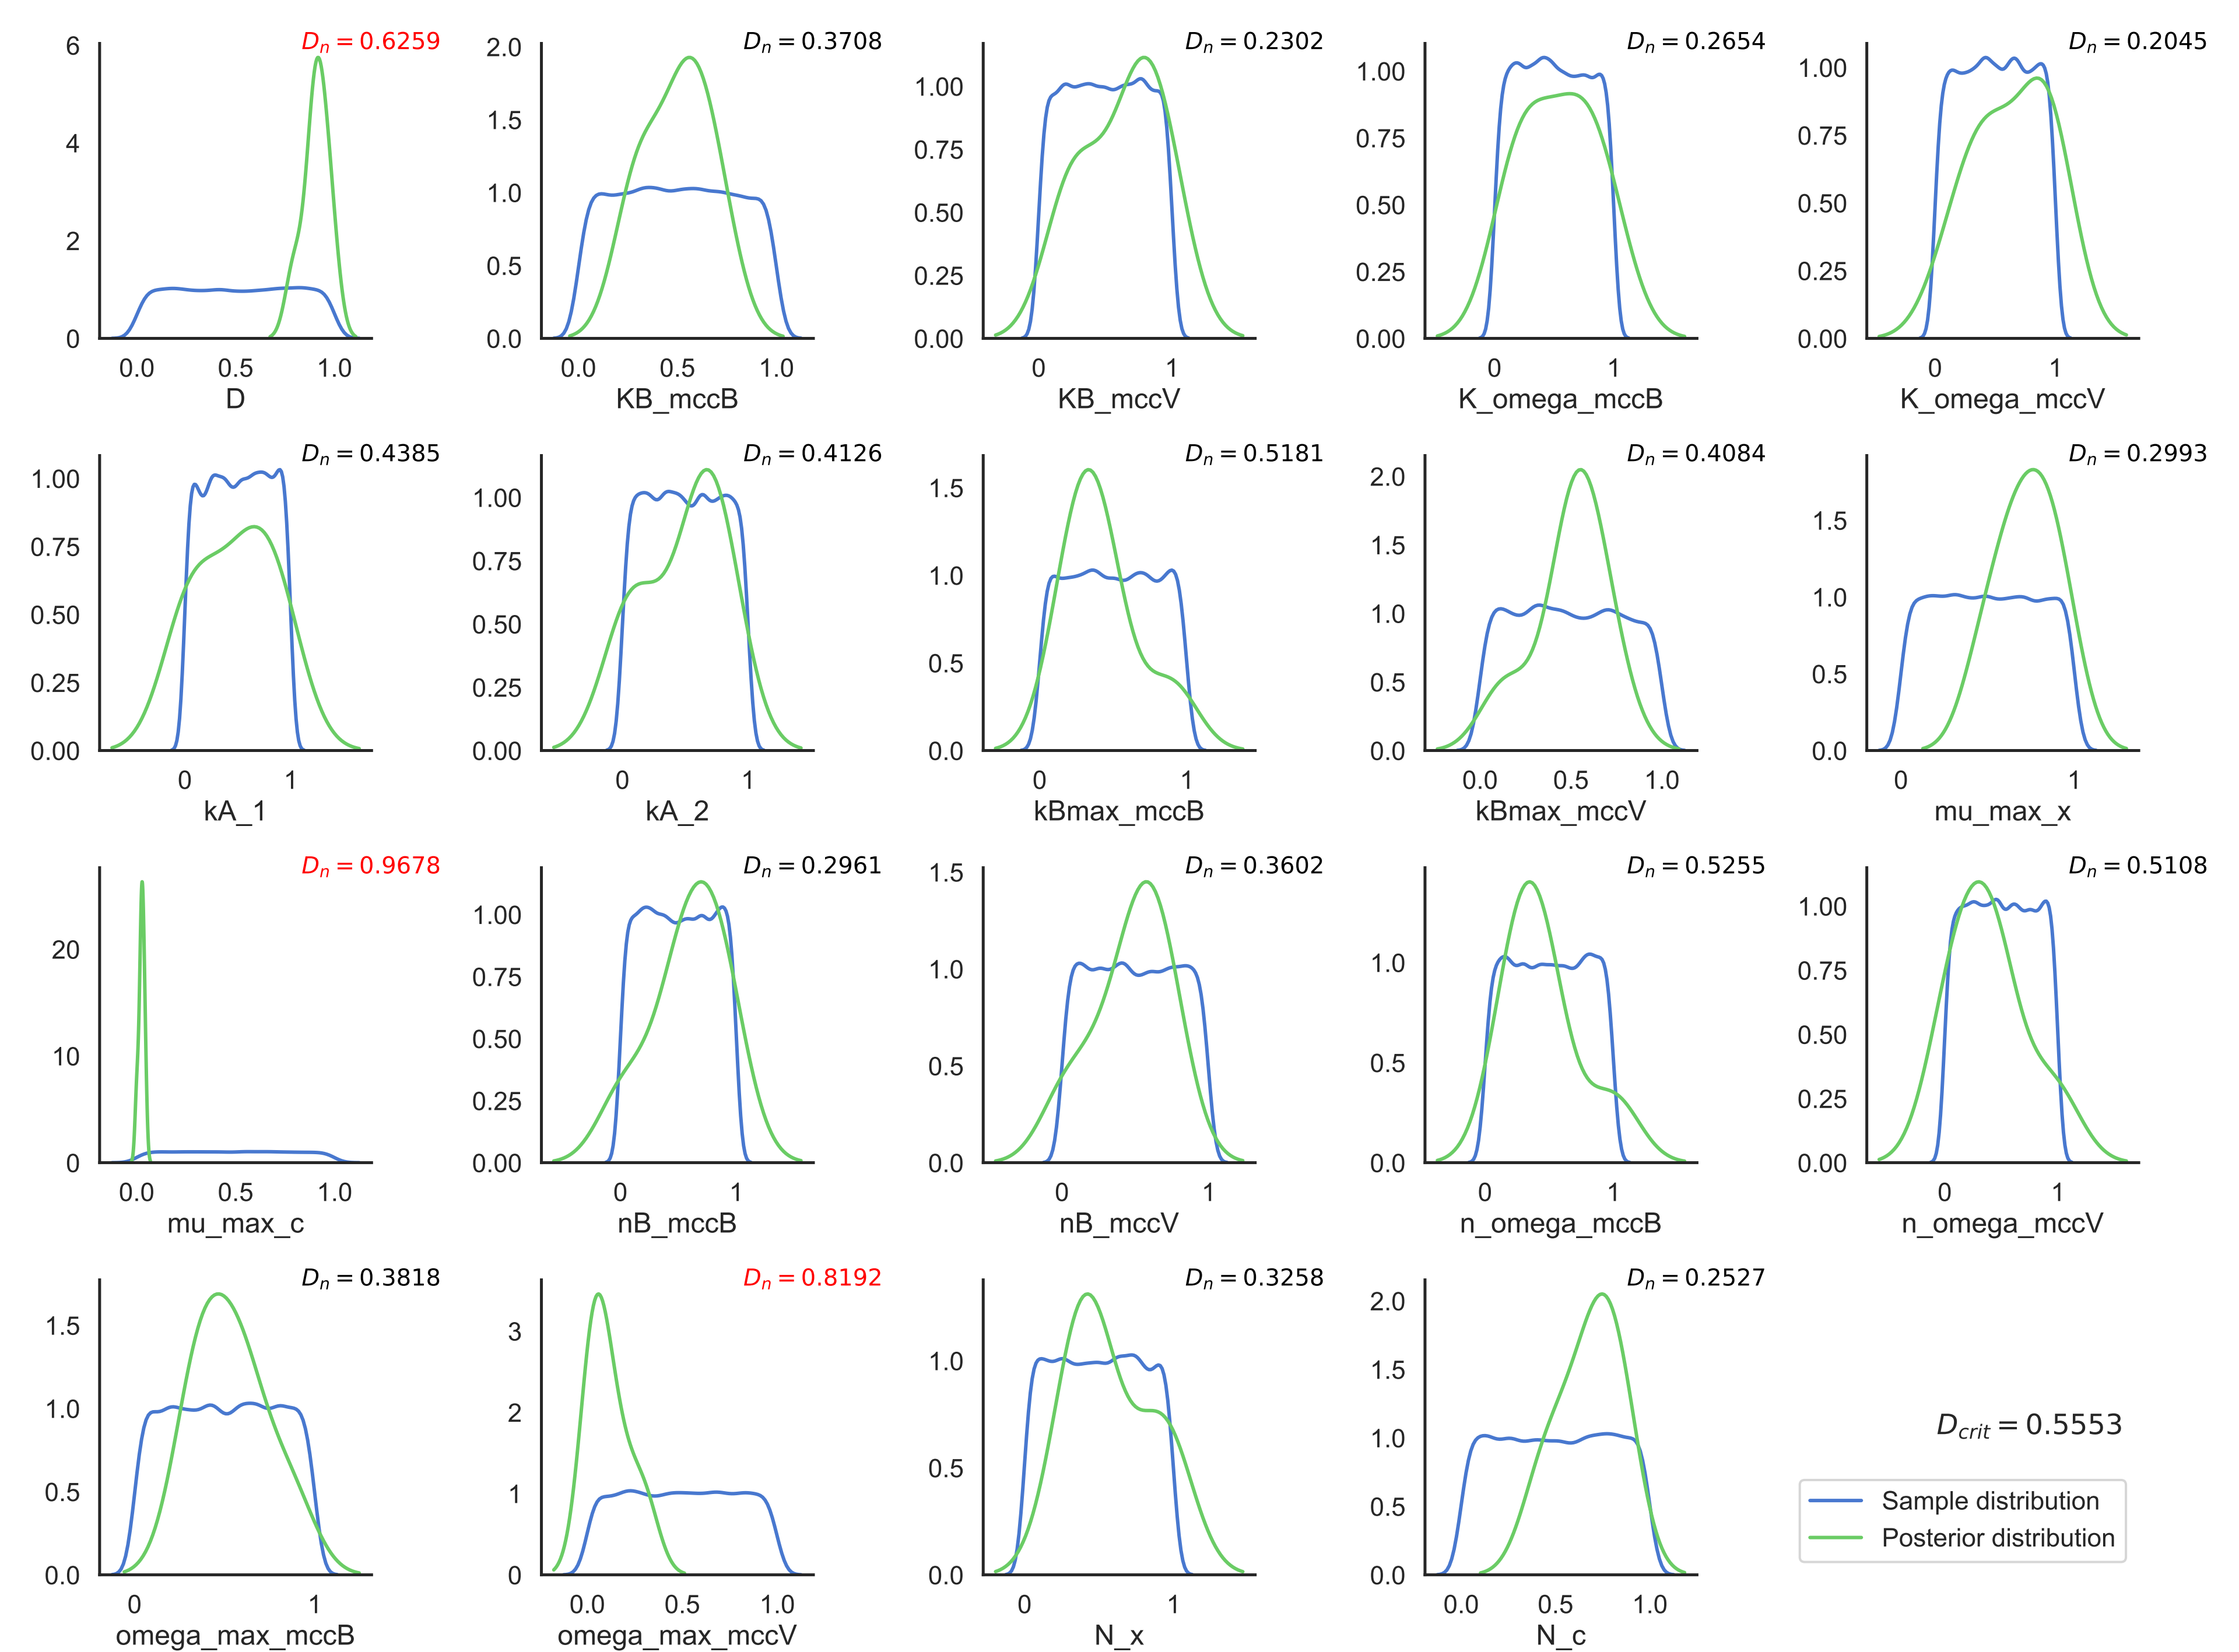 D_n = 0.6259
6
4
2
0
0.0 0.5 1.0
D
D_n = 0.3708
2.0
1.5
1.0
0.5
0.0
0.0 0.5 1.0
KB_mccB
D_n = 0.2302
1.00
0.75
0.50
0.25
0.00
0 1
KB_mccV
D_n = 0.2654
1.00
0.75
0.50
0.25
0.00
0 1
K_omega_mccB
D_n = 0.2045
1.00
0.75
0.50
0.25
0.00
0 1
K_omega_mccV
D_n = 0.4385
1.00
0.75
0.50
0.25
0.00
0 1
kA_1
D_n = 0.4126
1.00
0.75
0.50
0.25
0.00
0 1
kA_2
D_n = 0.5181
1.5
1.0
0.5
0.0
0 1
kBmax_mccB
D_n = 0.4084
2.0
1.5
1.0
0.5
0.0
0.0 0.5 1.0
kBmax_mccV
D_n = 0.2993
1.5
1.0
0.5
0.0
0 1
mu_max_x
D_n = 0.9678
20
10
0
0.0 0.5 1.0
mu_max_c
D_n = 0.2961
1.00
0.75
0.50
0.25
0.00
0 1
nB_mccB
D_n = 0.3602
1.5
1.0
0.5
0.0
0 1
nB_mccV
D_n = 0.5255
1.0
0.5
0.0
0 1
n_omega_mccB
D_n = 0.5108
1.00
0.75
0.50
0.25
0.00
0 1
n_omega_mccV
D_n = 0.3818
1.5
1.0
0.5
0.0
0 1
omega_max_mccB
D_n = 0.8192
3
2
1
0
0.0 0.5 1.0
omega_max_mccV
D_n = 0.3258
1.0
0.5
0.0
0 1
N_x
D_n = 0.2527
2.0
1.5
1.0
0.5
0.0
0.0 0.5 1.0
N_c
D_crit = 0.5553
Sample distribution
Posterior distribution